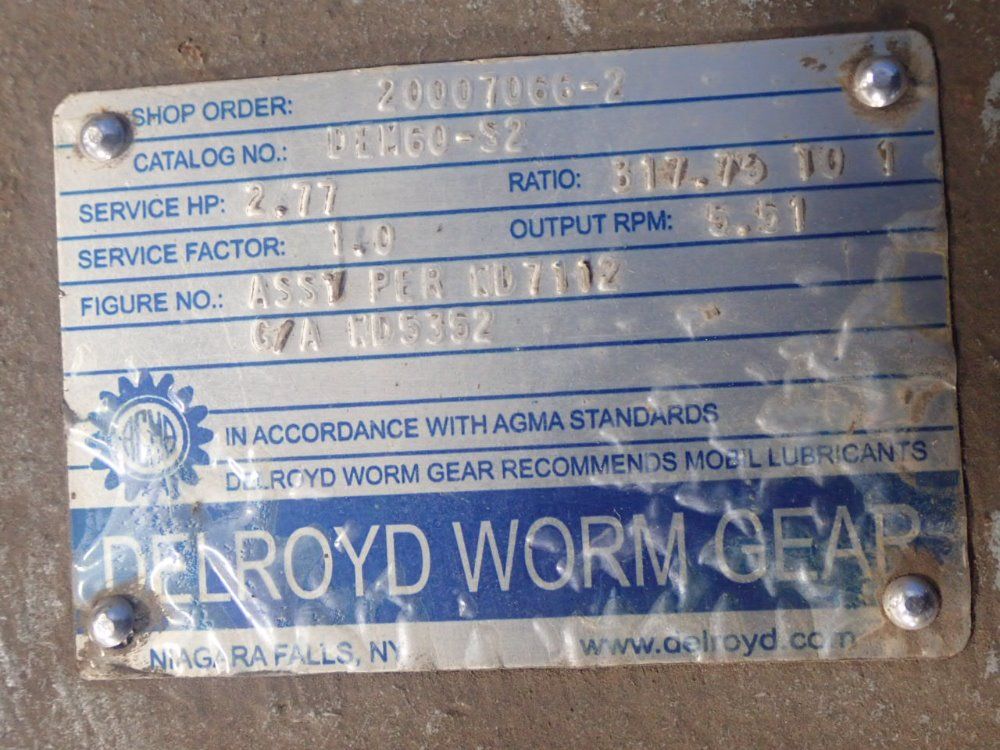 SHOP ORDER: 20007066-2
CATALOG NO.: DEM60-S2
SERVICE HP: 2.77 RATIO: 317.75 TO 1
SERVICE FACTOR: 1.0 OUTPUT RPM: 5.51
FIGURE NO.: ASSY PER KD7112
G/A KD5352
AGMA
IN ACCORDANCE WITH AGMA STANDARDS
DELROYD WORM GEAR RECOMMENDS MOBIL LUBRICANTS
DELROYD WORM GEAR
NIAGARA FALLS, NY www.delroyd.com